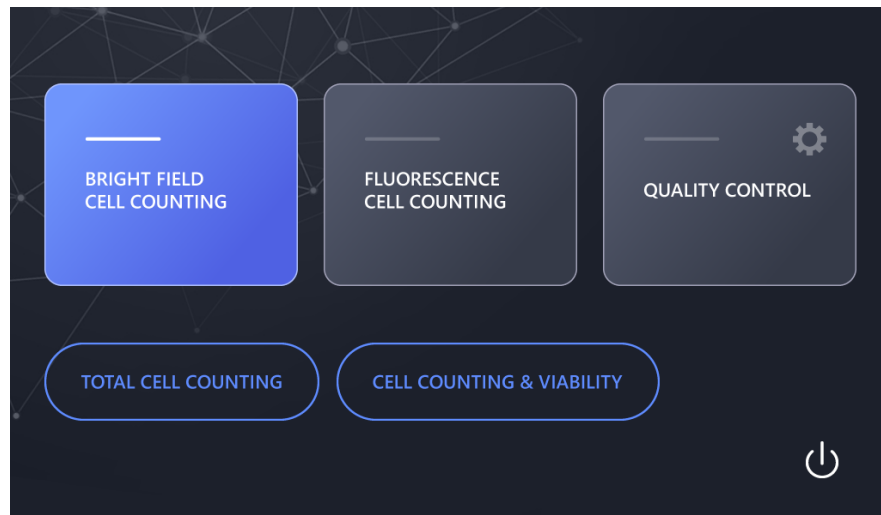 BRIGHT FIELD
CELL COUNTING
FLUORESCENCE
CELL COUNTING
QUALITY CONTROL
TOTAL CELL COUNTING
CELL COUNTING & VIABILITY